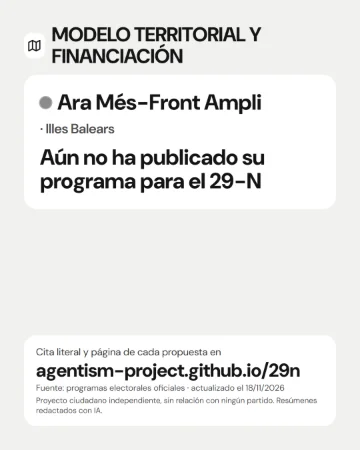 MODELO TERRITORIAL Y
FINANCIACIÓN
Ara Més-Front Ampli
· Illes Balears
Aún no ha publicado su
programa para el 29-N
Cita literal y página de cada propuesta en
agentism-project.github.io/29n
Fuente: programas electorales oficiales · actualizado el 18/11/2026
Proyecto ciudadano independiente, sin relación con ningún partido. Resúmenes
redactados con IA.